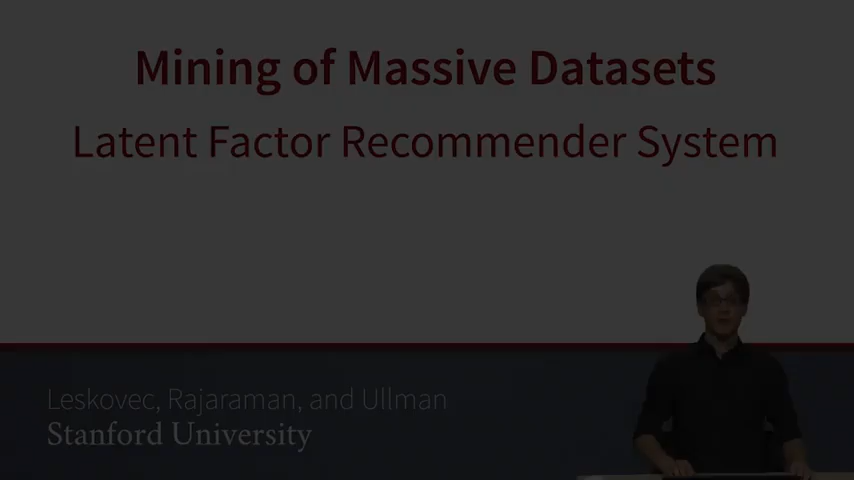 Mining of Massive Datasets
Latent Factor Recommender System
Leskovec, Rajaraman, and Ullman
Stanford University